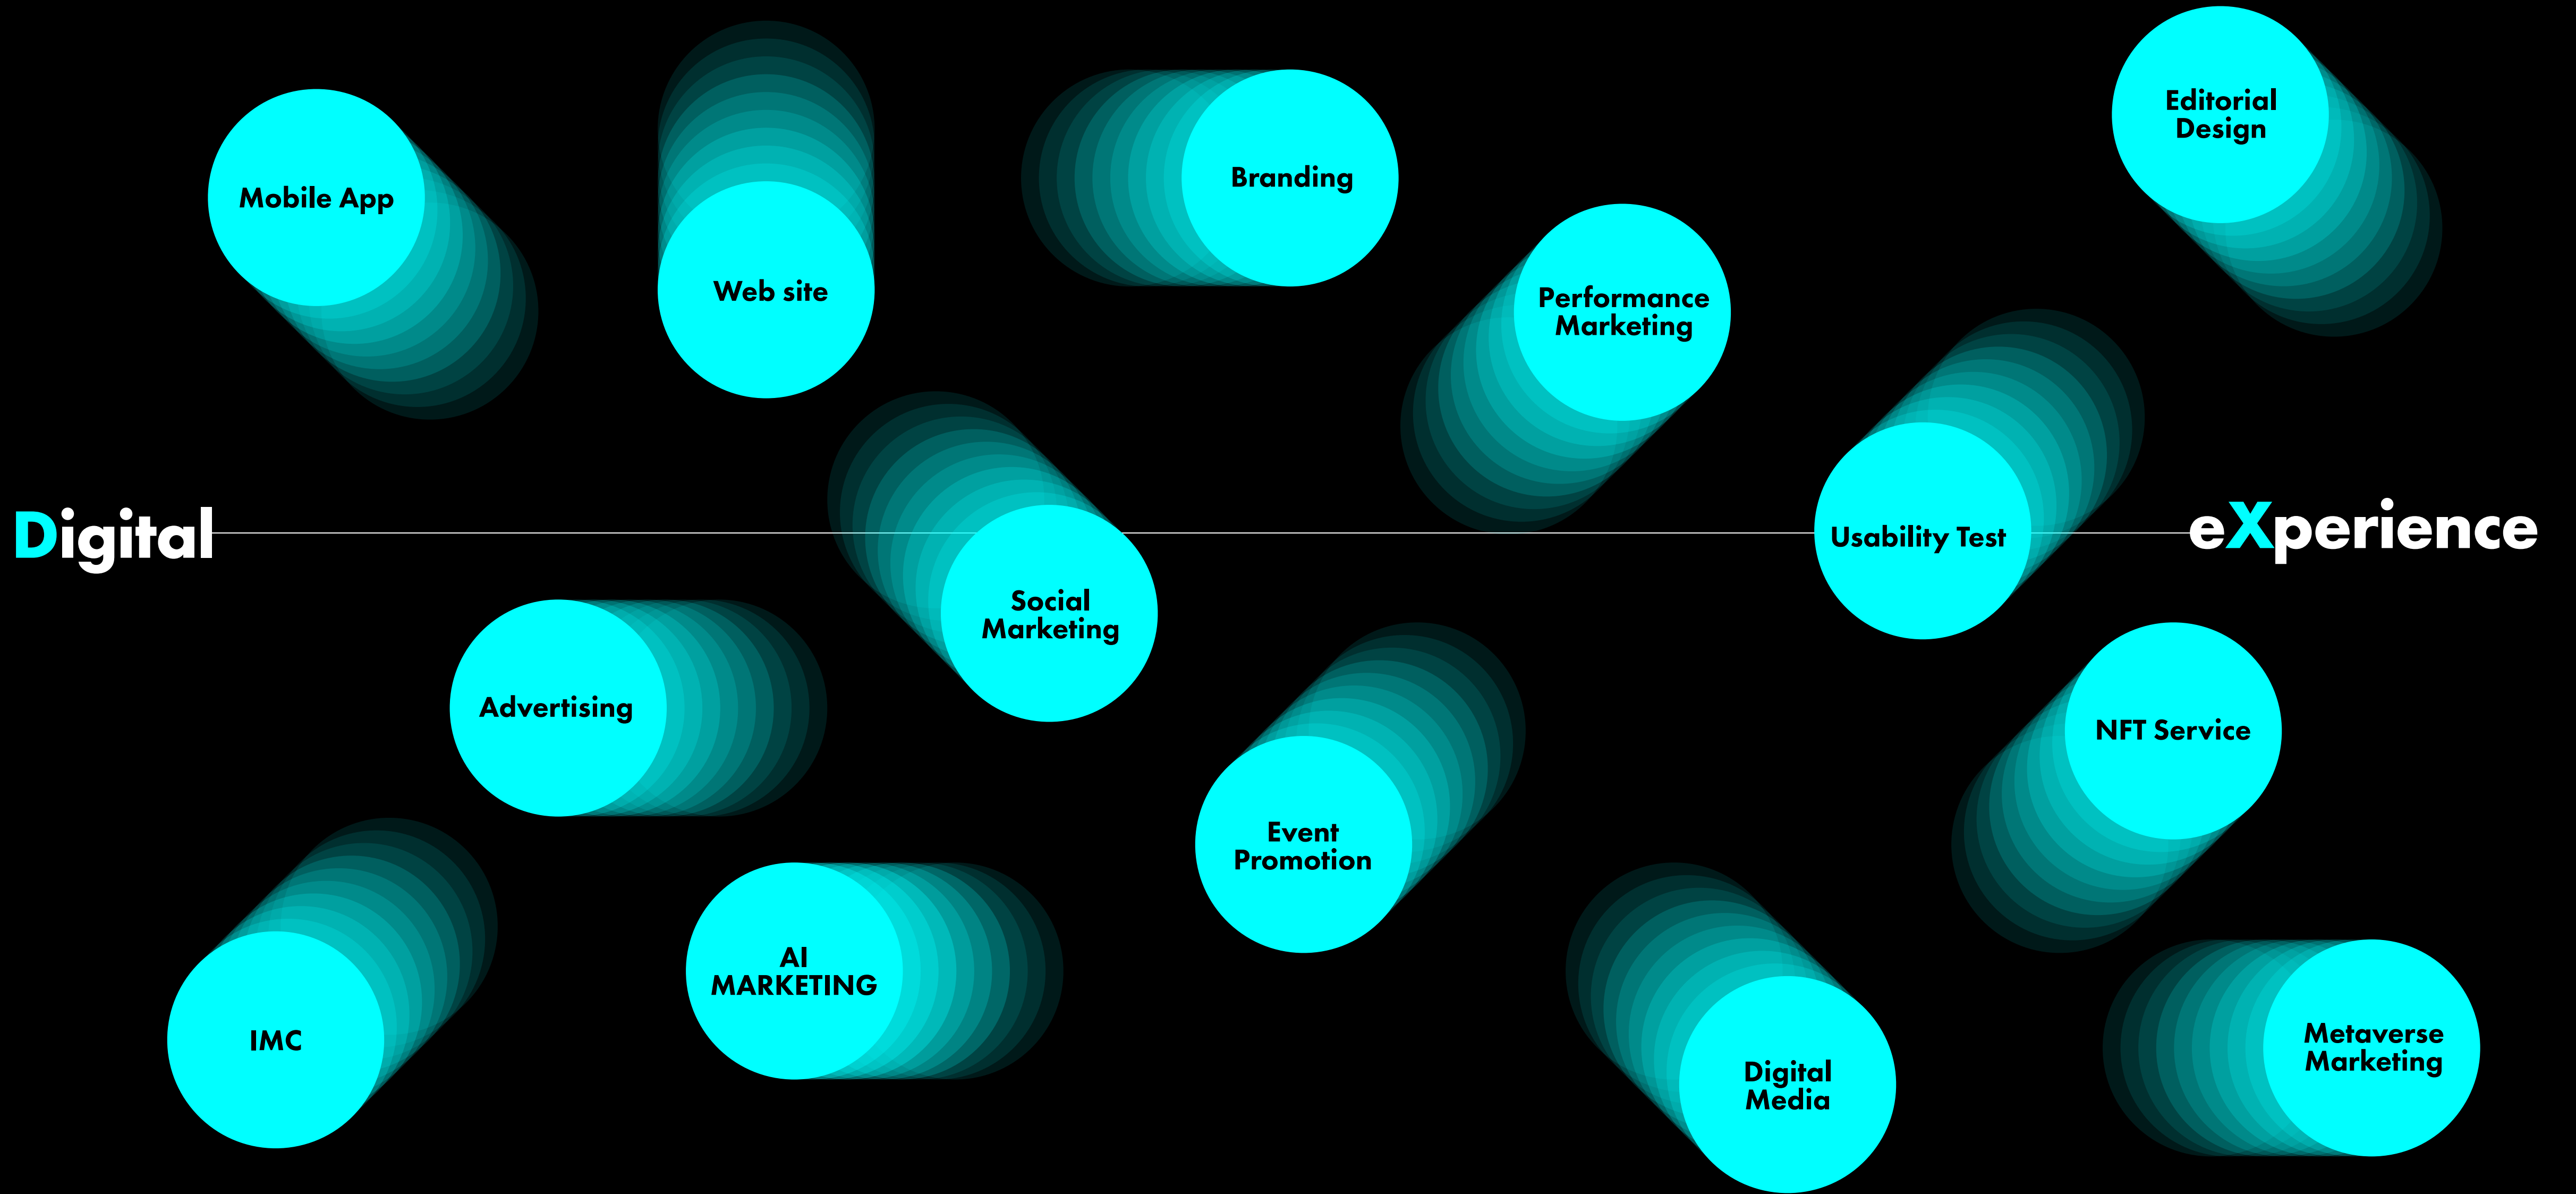 Mobile App
Web site
Branding
Editorial
Design
Performance
Marketing
Digital
eXperience
Usability Test
Social
Marketing
Advertising
NFT Service
Event
Promotion
AI
MARKETING
IMC
Digital
Media
Metaverse
Marketing